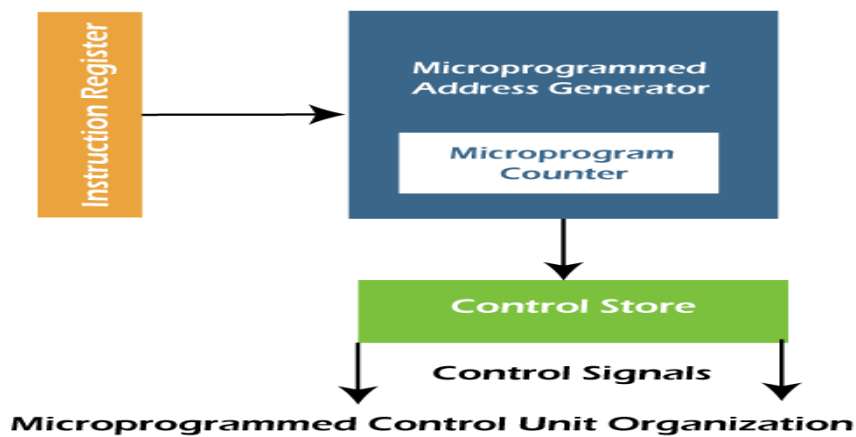 Instruction Register
Microprogrammed
Address Generator
Microprogram
Counter
Control Store
Control Signals
Microprogrammed Control Unit Organization